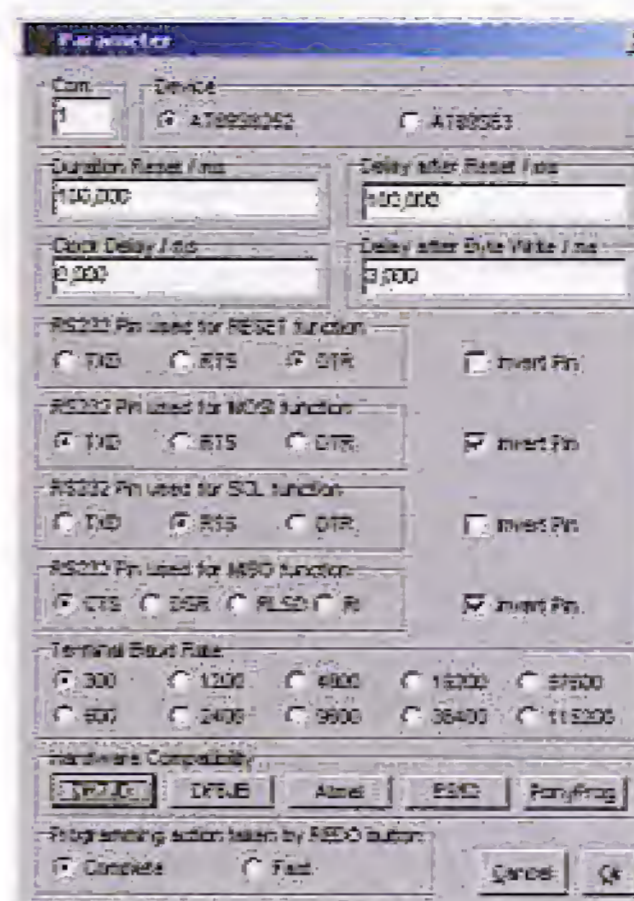 Parameter
Com
1
Device
AT89S8252
AT89S53
Duration Reset / ms
100,000
Delay after Reset / ms
100,000
Clock Delay / ms
0,000
Delay after Byte Write / ms
3,000
RS232 Pin used for RESET function
TXD RTS DTR
Invert Pin
RS232 Pin used for MOSI function
TXD RTS DTR
Invert Pin
RS232 Pin used for SCL function
TXD RTS DTR
Invert Pin
RS232 Pin used for MISO function
CTS DSR RLSD RI
Invert Pin
Terminal Baud Rate
300 1200 4800 19200 57600
600 2400 9600 38400 115200
Hardware Compatibility
Atmel PonyProg
Programming action taken by REDO button
Complete Fast
Cancel Ok